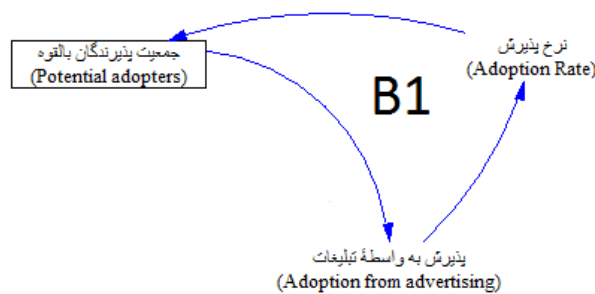 جمعیت پذیرندگان بالقوه
(Potential adopters)
نرخ پذیرش
(Adoption Rate)
B1
پذیرش به واسطهٔ تبلیغات
(Adoption from advertising)